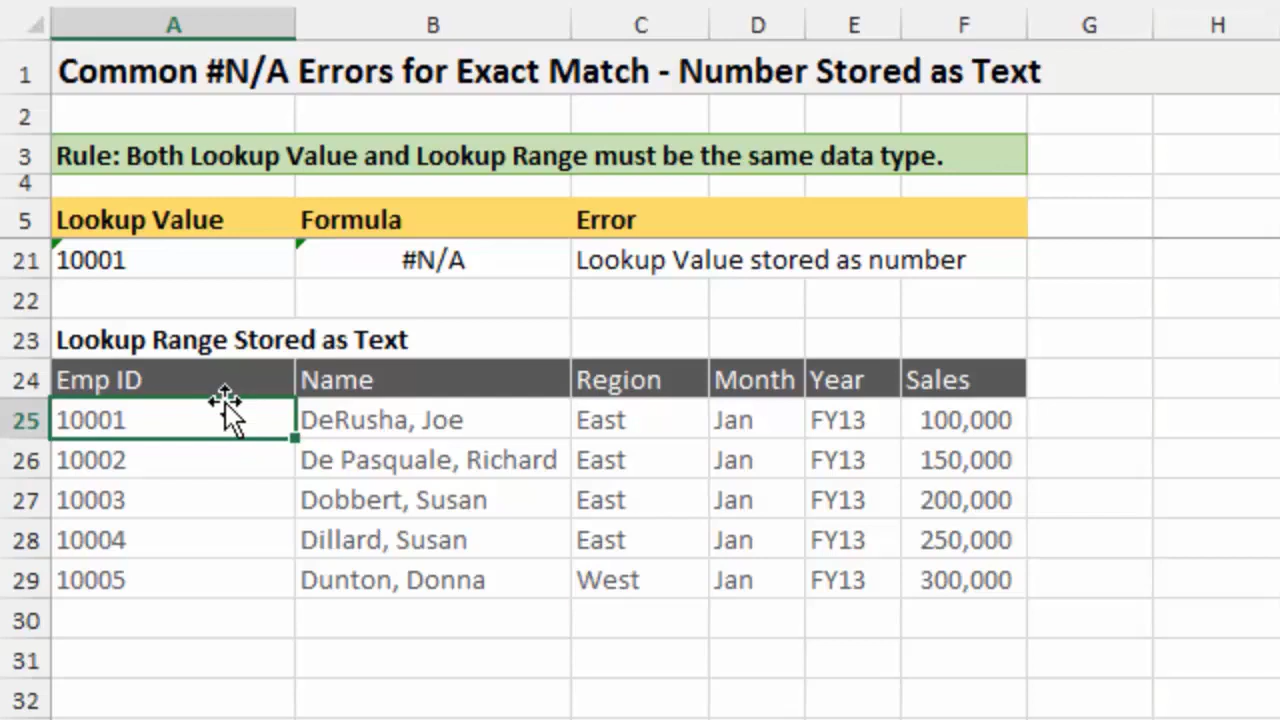 A B C D E F G H
1 Common #N/A Errors for Exact Match - Number Stored as Text
2
3 Rule: Both Lookup Value and Lookup Range must be the same data type.
4
5 Lookup Value Formula Error
21 10001 #N/A Lookup Value stored as number
22
23 Lookup Range Stored as Text
24 Emp ID Name Region Month Year Sales
25 10001 DeRusha, Joe East Jan FY13 100,000
26 10002 De Pasquale, Richard East Jan FY13 150,000
27 10003 Dobbert, Susan East Jan FY13 200,000
28 10004 Dillard, Susan East Jan FY13 250,000
29 10005 Dunton, Donna West Jan FY13 300,000
30
31
32